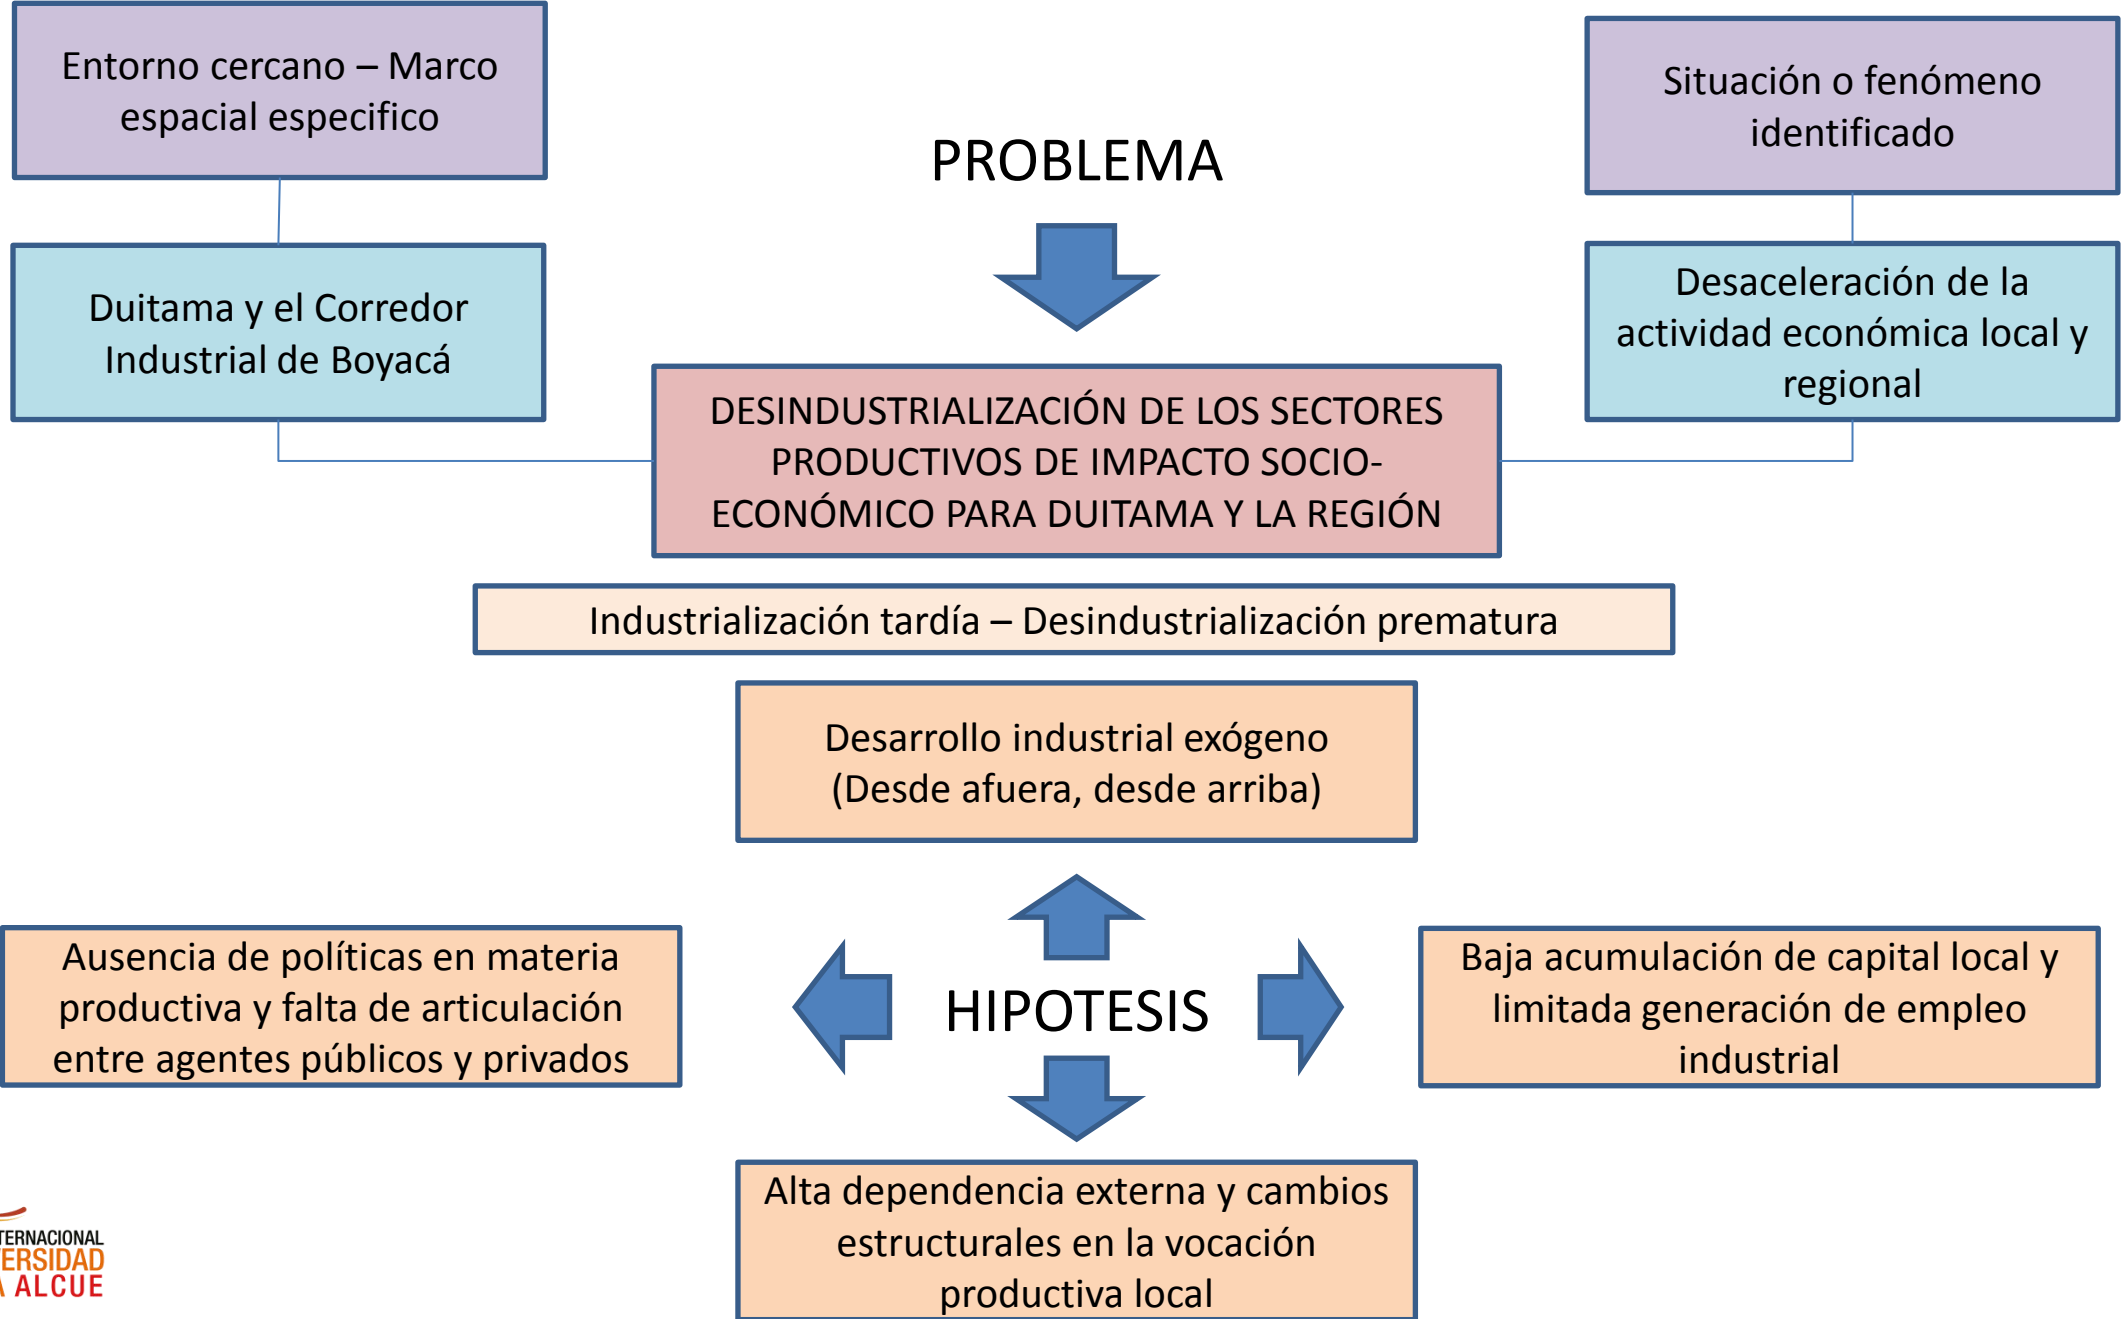 Entorno cercano – Marco
espacial especifico
Situación o fenómeno
identificado
PROBLEMA
Duitama y el Corredor
Industrial de Boyacá
Desaceleración de la
actividad económica local y
regional
DESINDUSTRIALIZACIÓN DE LOS SECTORES
PRODUCTIVOS DE IMPACTO SOCIO-
ECONÓMICO PARA DUITAMA Y LA REGIÓN
Industrialización tardía – Desindustrialización prematura
Desarrollo industrial exógeno
(Desde afuera, desde arriba)
Ausencia de políticas en materia
productiva y falta de articulación
entre agentes públicos y privados
HIPOTESIS
Baja acumulación de capital local y
limitada generación de empleo
industrial
Alta dependencia externa y cambios
estructurales en la vocación
productiva local
TERNACIONAL
ERSIDAD
A ALCUE